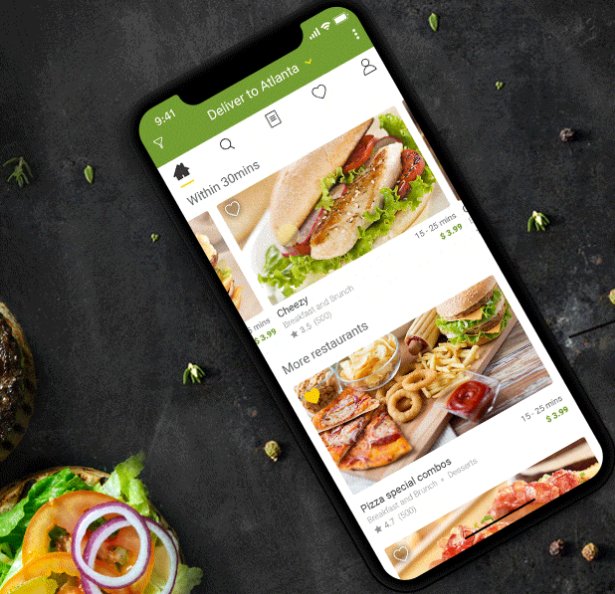 9:41
Deliver to Atlanta
Within 30mins
mins
$ 3.99
15 - 25 mins
$ 3.99
Cheezy
Breakfast and Brunch
3.5 (500)
More restaurants
15 - 25 mins
$ 3.99
Pizza special combos
Breakfast and Brunch • Desserts
4.7 (500)